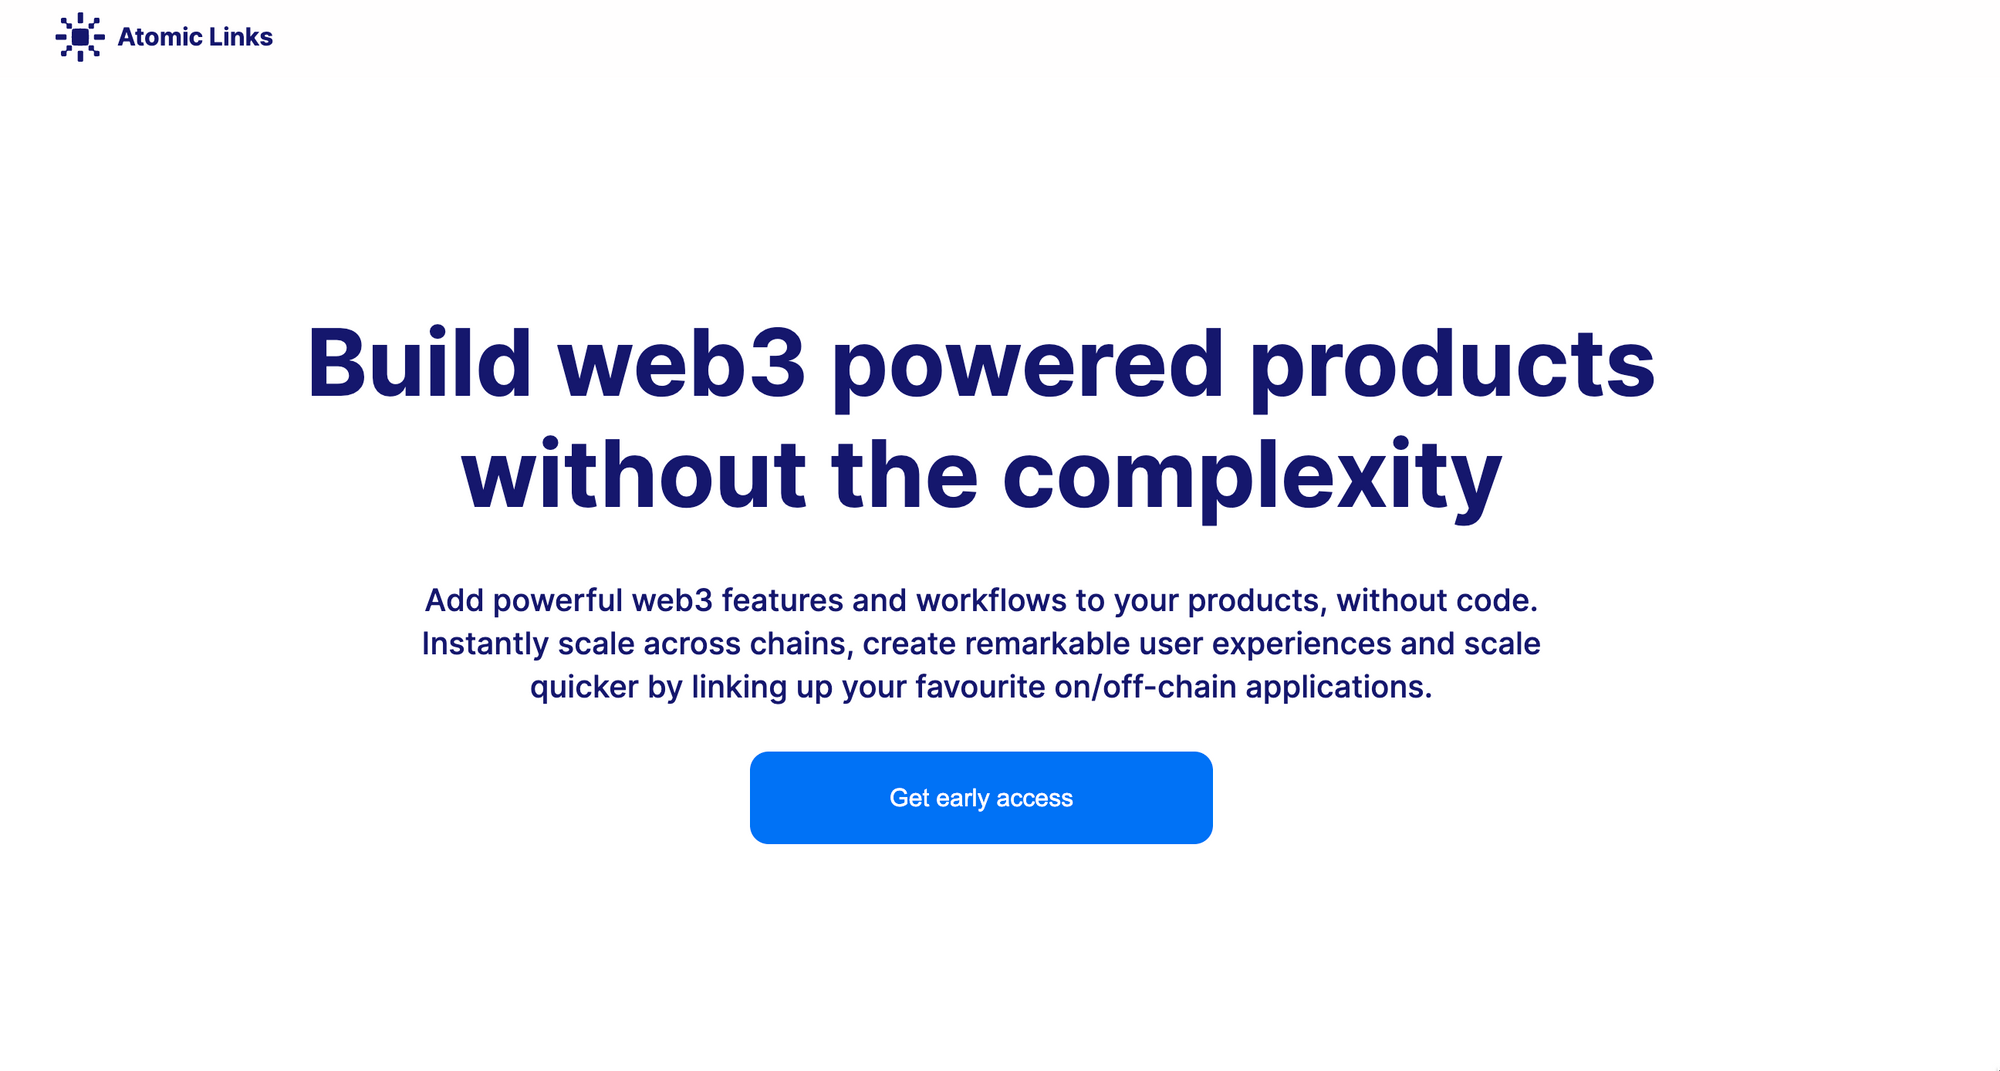 Atomic Links
Build web3 powered products
without the complexity
Add powerful web3 features and workflows to your products, without code.
Instantly scale across chains, create remarkable user experiences and scale
quicker by linking up your favourite on/off-chain applications.
Get early access